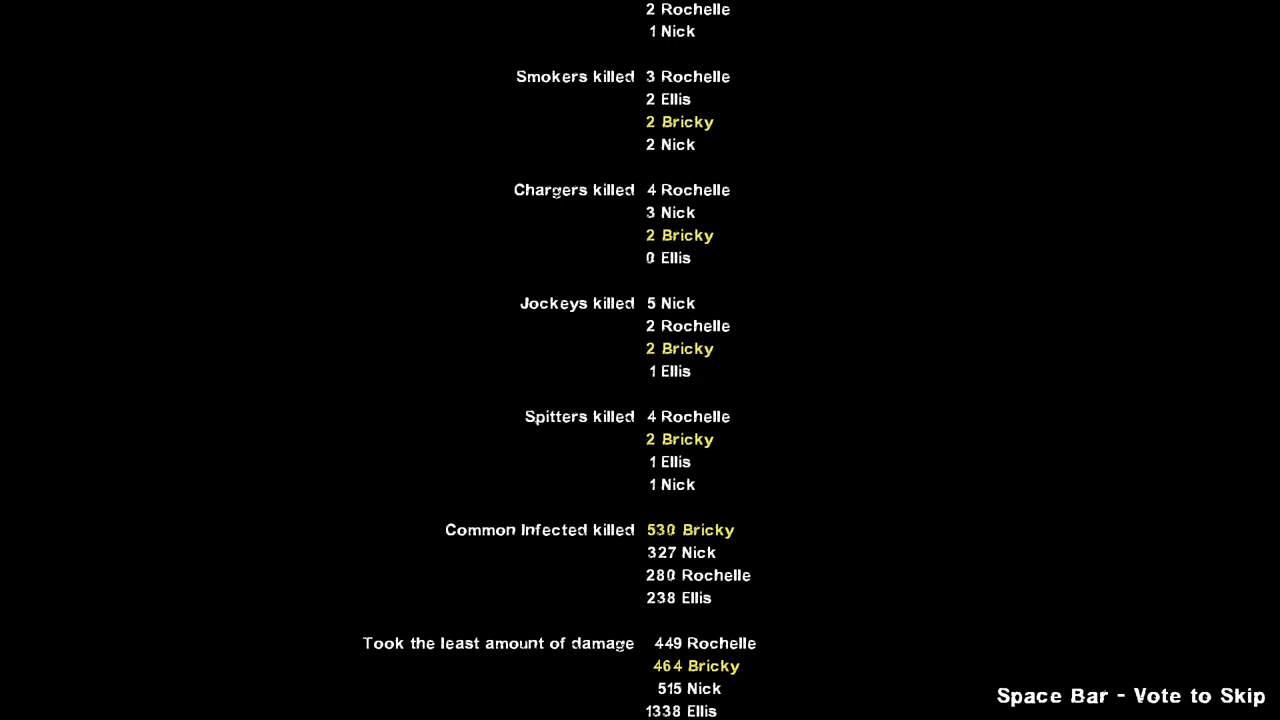 2 Rochelle
1 Nick
Smokers killed 3 Rochelle
2 Ellis
2 Bricky
2 Nick
Chargers killed 4 Rochelle
3 Nick
2 Bricky
0 Ellis
Jockeys killed 5 Nick
2 Rochelle
2 Bricky
1 Ellis
Spitters killed 4 Rochelle
2 Bricky
1 Ellis
1 Nick
Common Infected killed 530 Bricky
327 Nick
280 Rochelle
238 Ellis
Took the least amount of damage 449 Rochelle
464 Bricky
515 Nick
1338 Ellis
Space Bar - Vote to Skip